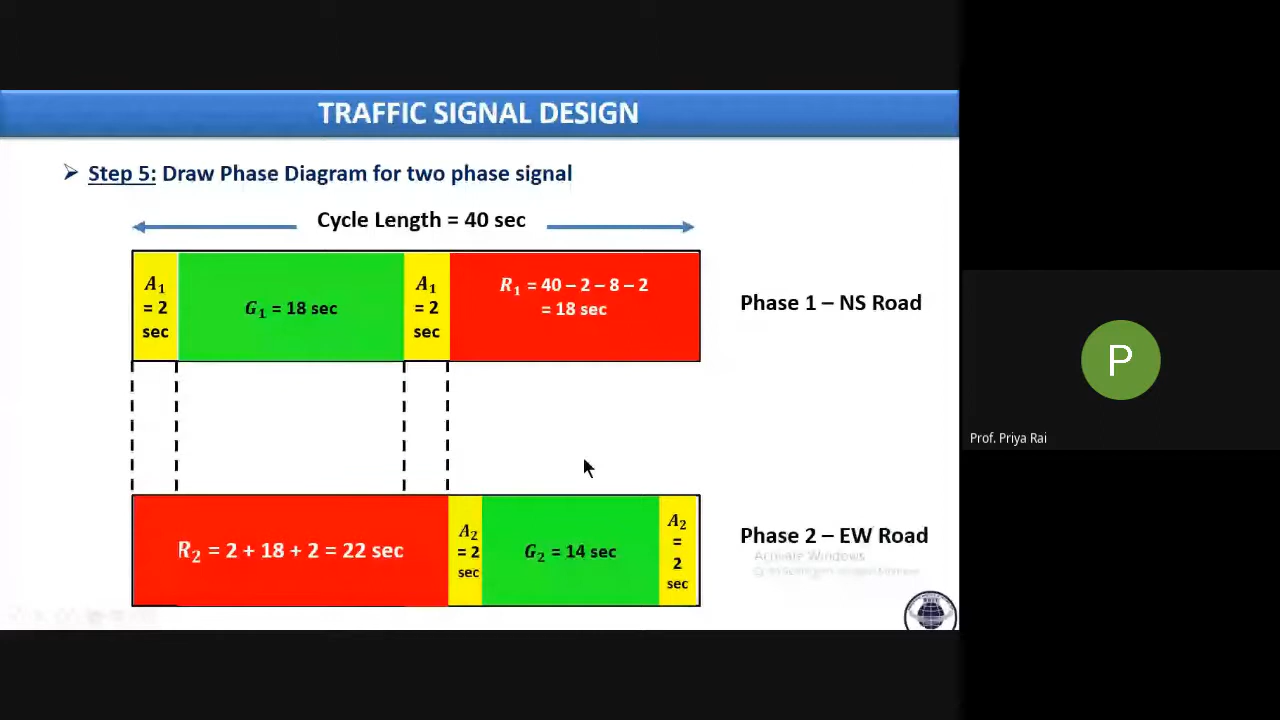 TRAFFIC SIGNAL DESIGN
➢ Step 5: Draw Phase Diagram for two phase signal
Cycle Length = 40 sec
A₁
= 2
sec
G₁ = 18 sec
A₁
= 2
sec
R₁ = 40 – 2 – 8 – 2
= 18 sec
Phase 1 – NS Road
R₂ = 2 + 18 + 2 = 22 sec
A₂
= 2
sec
G₂ = 14 sec
A₂
=
2
sec
Phase 2 – EW Road
Activate Windows
P
Prof. Priya Rai